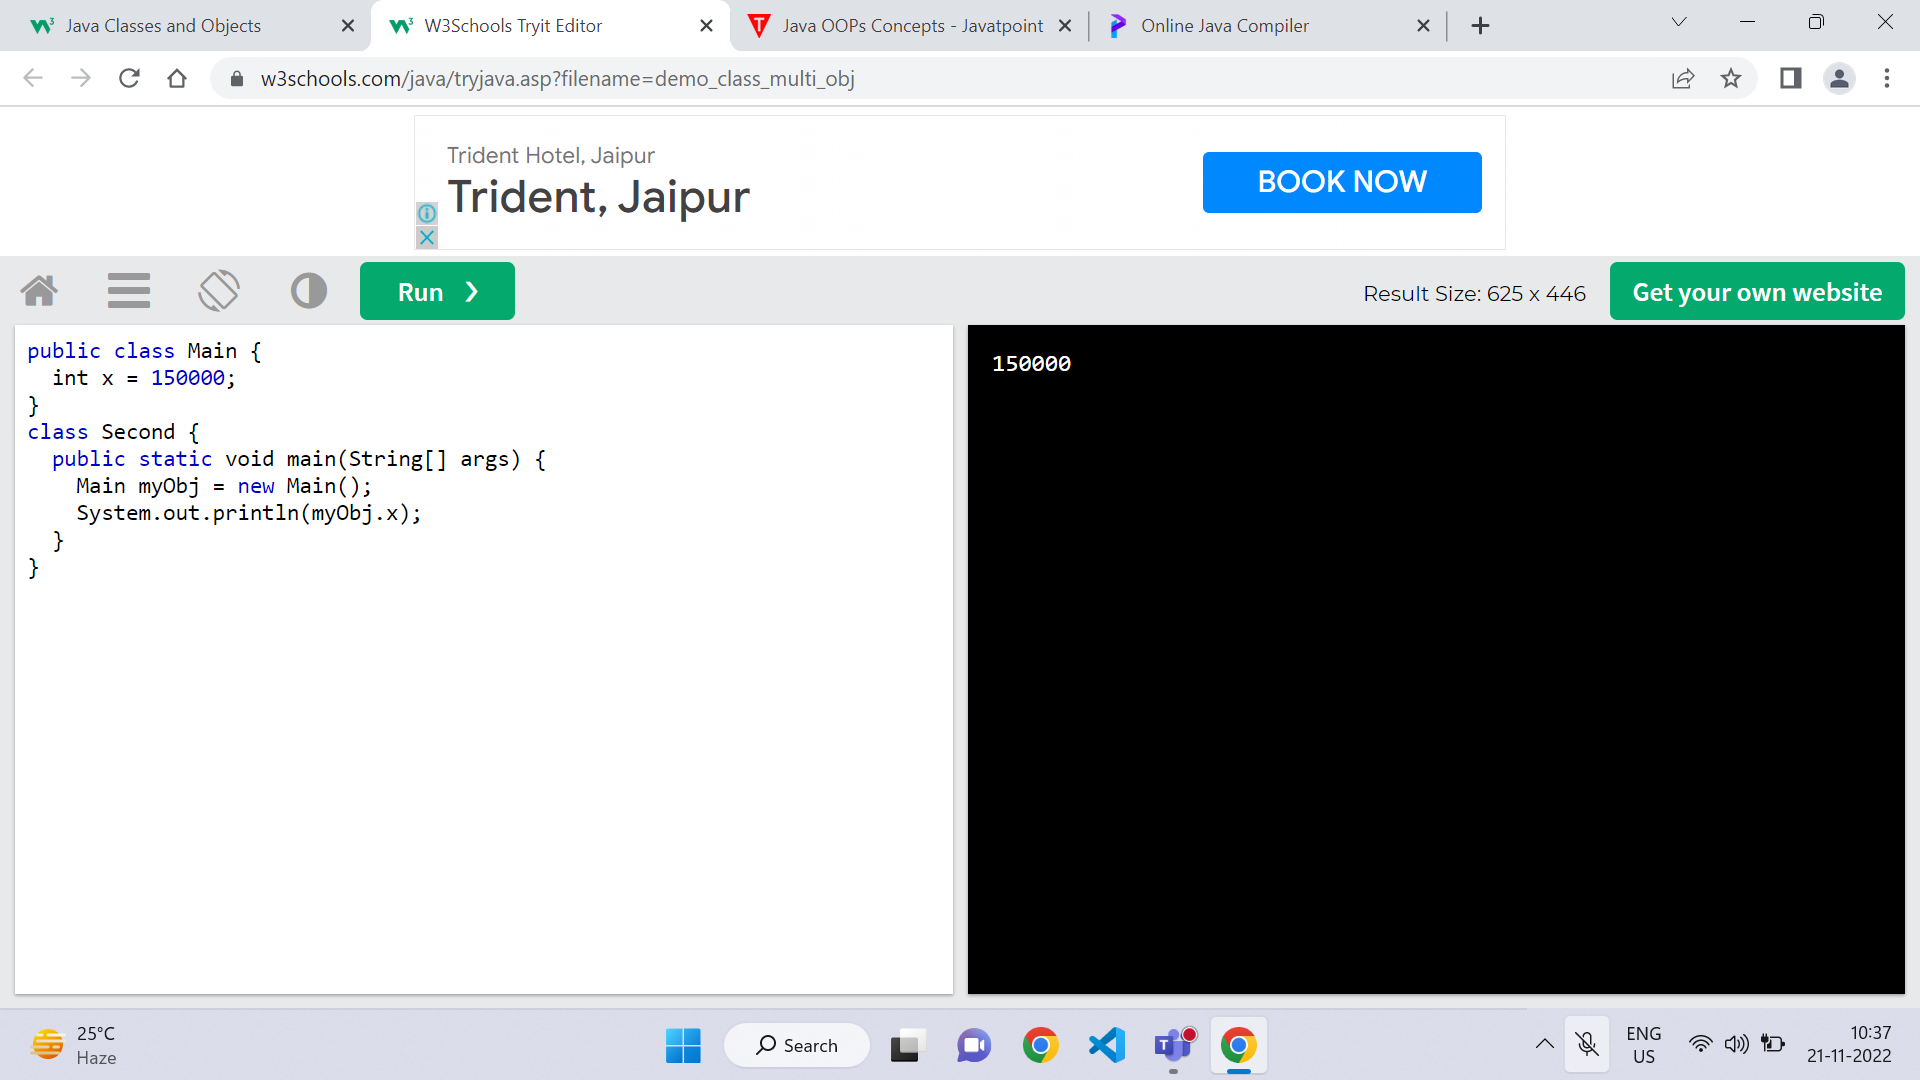 Java Classes and Objects
W3Schools Tryit Editor
Java OOPs Concepts - Javatpoint
Online Java Compiler
w3schools.com/java/tryjava.asp?filename=demo_class_multi_obj
Trident Hotel, Jaipur
Trident, Jaipur
BOOK NOW
Run ❯
Result Size: 625 x 446
Get your own website
public class Main {
  int x = 150000;
}
class Second {
  public static void main(String[] args) {
    Main myObj = new Main();
    System.out.println(myObj.x);
  }
}
150000
25°C
Haze
Search
ENG
US
10:37
21-11-2022